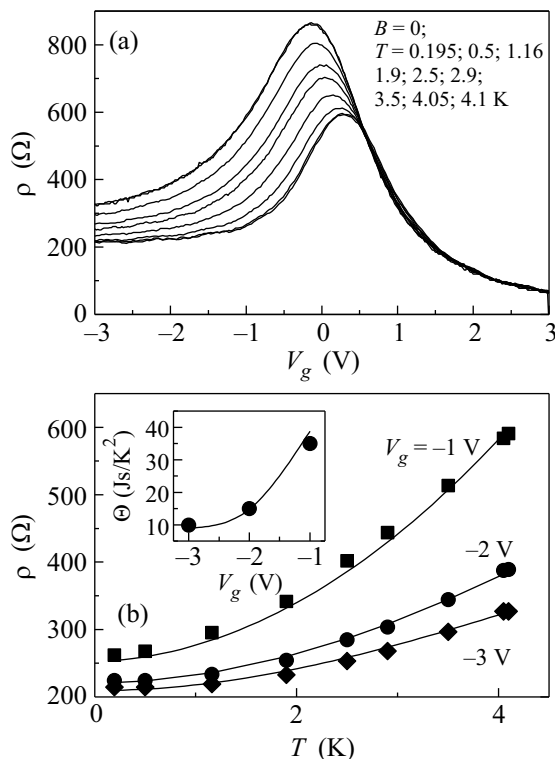 (a)
B = 0;
T = 0.195; 0.5; 1.16
1.9; 2.5; 2.9;
3.5; 4.05; 4.1 K
ρ (Ω)
800
600
400
200
0
−3 −2 −1 0 1 2 3
V_g (V)
(b)
ρ (Ω)
600
500
400
300
200
0 2 4
T (K)
V_g = −1 V
−2 V
−3 V
Θ (Js/K²)
40
30
20
10
−3 −2 −1
V_g (V)